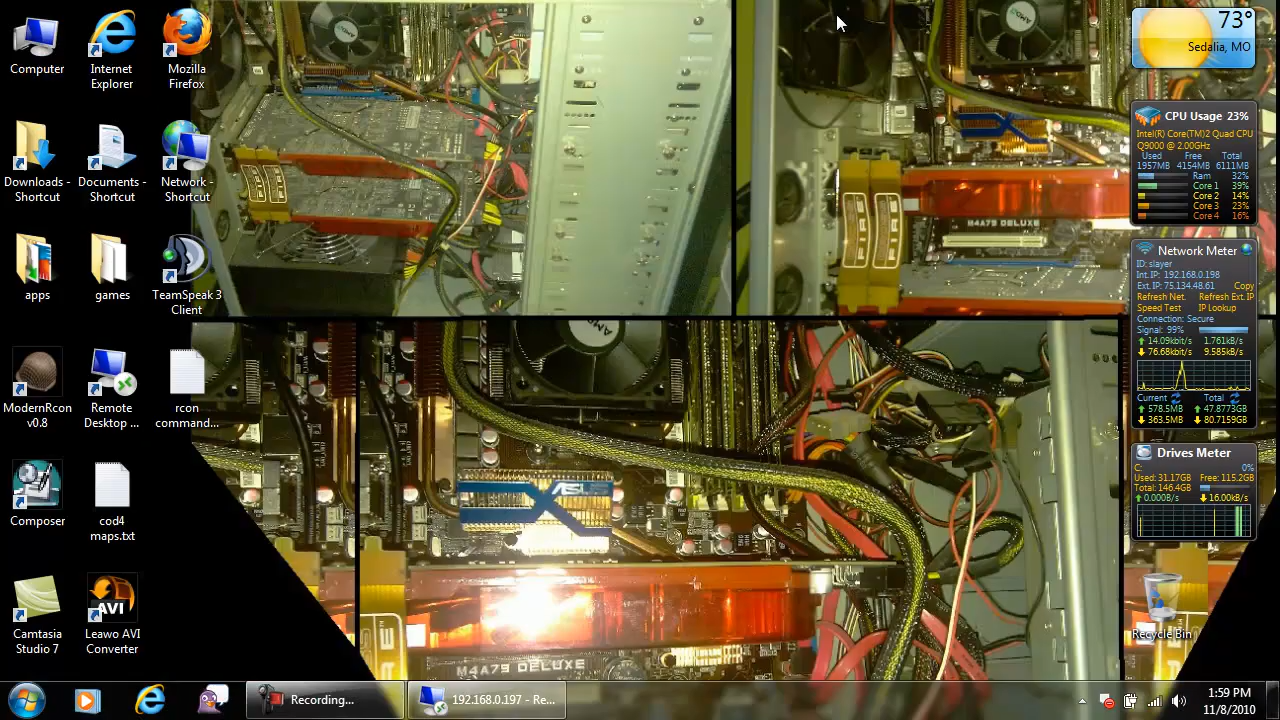 Computer
Internet
Explorer
Mozilla
Firefox
Downloads -
Shortcut
Documents -
Shortcut
Network -
Shortcut
apps
games
TeamSpeak 3
Client
ModernRcon
v0.8
Remote
Desktop ...
rcon
command...
Composer
cod4
maps.txt
Camtasia
Studio 7
AVI
Leawo AVI
Converter
AMD
AMD
AMD
M4A79 DELUXE
ASUS
M4A79 DELUXE
73°
Sedalia, MO
CPU Usage 23%
Intel(R) Core(TM)2 Quad CPU
Q9000 @ 2.00GHz
Used Free Total
1957MB 4154MB 6111MB
Ram 32%
Core 1 39%
Core 2 14%
Core 3 23%
Core 4 16%
Network Meter
ID: slayer
Int. IP: 192.168.0.198
Ext. IP: 75.134.48.61 Copy
Refresh Net. Refresh Ext. IP
Speed Test IP Lookup
Connection: Secure
Signal: 99%
14.09kbit/s 1.761kB/s
76.68kbit/s 9.585kB/s
Current Total
578.5MB 47.8773GB
363.5MB 80.7159GB
Drives Meter
C: 0%
Used: 31.17GB Free: 115.2GB
Total: 146.4GB
0.000B/s 16.00kB/s
Recycle Bin
Recording...
192.168.0.197 - Re...
1:59 PM
11/8/2010